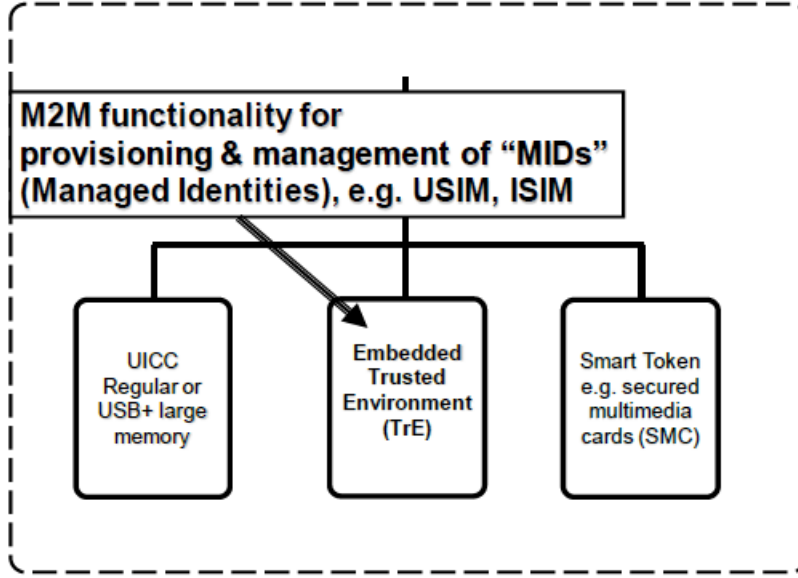 M2M functionality for
provisioning & management of “MIDs”
(Managed Identities), e.g. USIM, ISIM
UICC
Regular or
USB+ large
memory
Embedded
Trusted
Environment
(TrE)
Smart Token
e.g. secured
multimedia
cards (SMC)